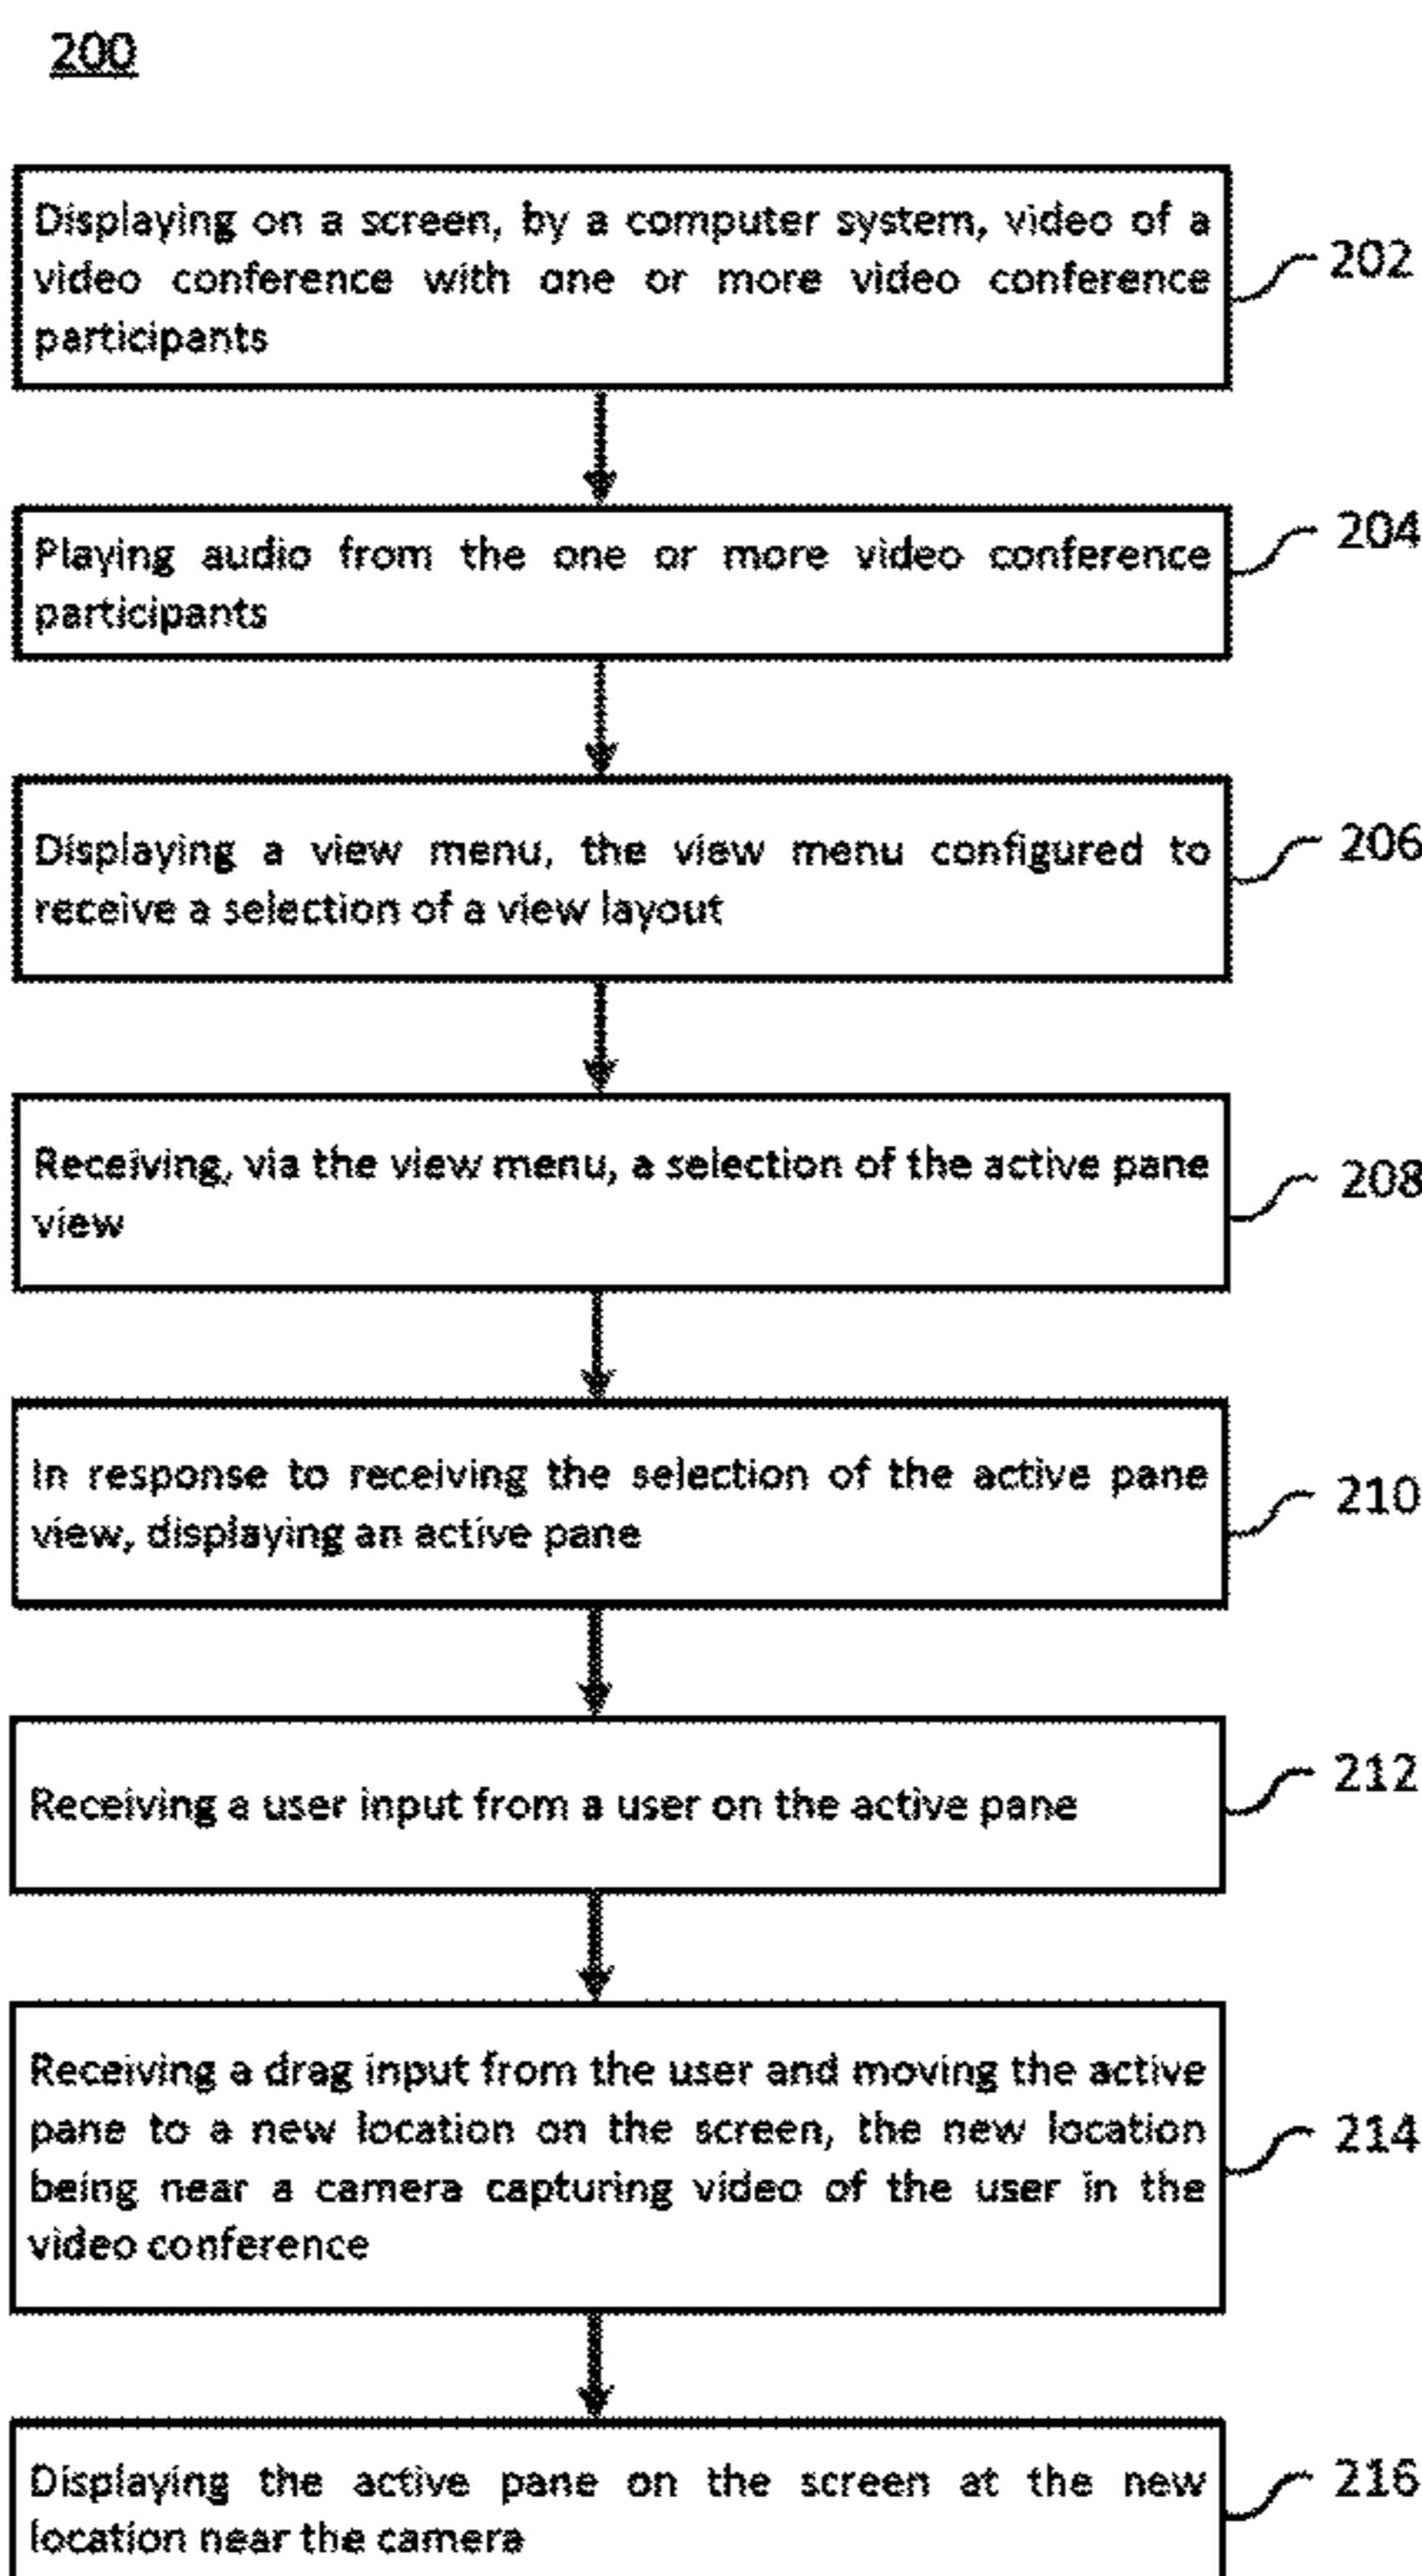 200
Displaying on a screen, by a computer system, video of a
video conference with one or more video conference
participants
202
Playing audio from the one or more video conference
participants
204
Displaying a view menu, the view menu configured to
receive a selection of a view layout
206
Receiving, via the view menu, a selection of the active pane
view
208
In response to receiving the selection of the active pane
view, displaying an active pane
210
Receiving a user input from a user on the active pane
212
Receiving a drag input from the user and moving the active
pane to a new location on the screen, the new location
being near a camera capturing video of the user in the
video conference
214
Displaying the active pane on the screen at the new
location near the camera
216